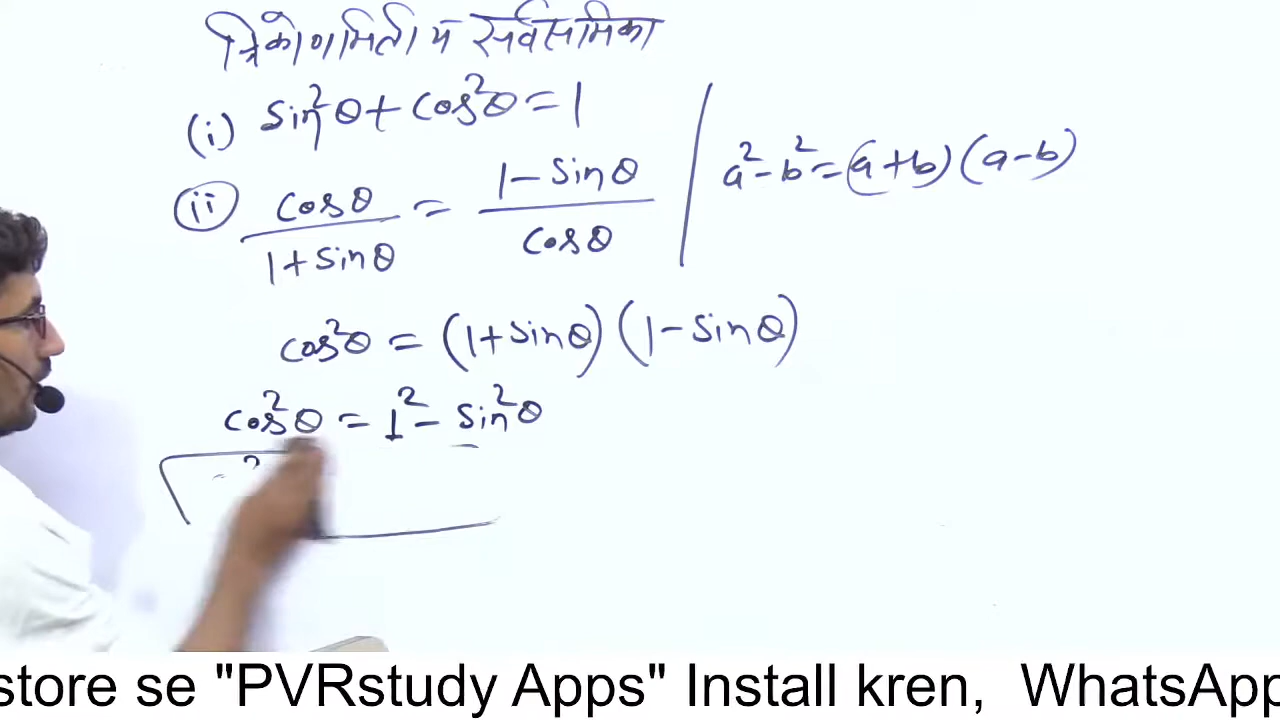 त्रिकोणमिती में सर्वसमिका
(i) sin²θ + cos²θ = 1
a² - b² = (a + b) (a - b)
(ii) cosθ / 1 + sinθ = 1 - sinθ / cosθ
cos²θ = (1 + sinθ) (1 - sinθ)
cos²θ = 1² - sin²θ
store se "PVRstudy Apps" Install kren, WhatsApp